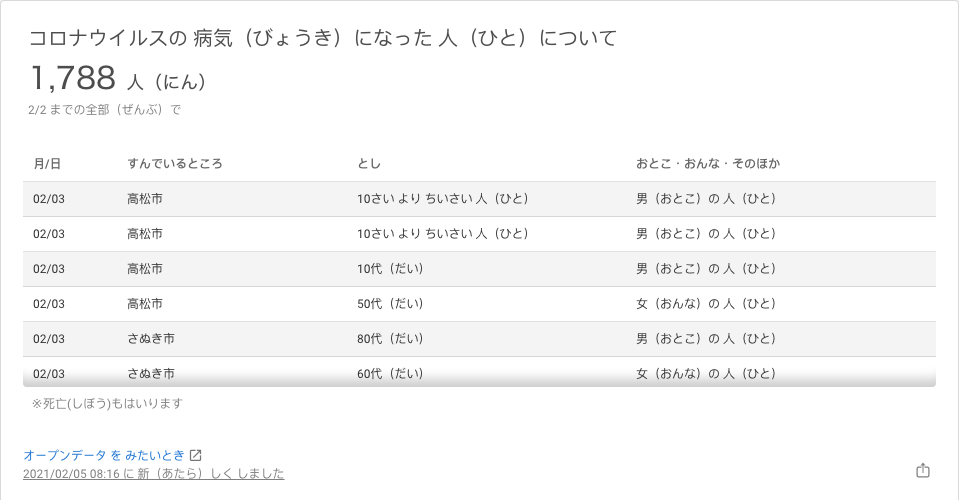 コロナウイルスの 病気（びょうき）になった 人（ひと）について
1,788 人（にん）
2/2 までの全部（ぜんぶ）で
月/日 すんでいるところ とし おとこ・おんな・そのほか
02/03 高松市 10さい より ちいさい 人（ひと） 男（おとこ）の 人（ひと）
02/03 高松市 10さい より ちいさい 人（ひと） 男（おとこ）の 人（ひと）
02/03 高松市 10代（だい） 男（おとこ）の 人（ひと）
02/03 高松市 50代（だい） 女（おんな）の 人（ひと）
02/03 さぬき市 80代（だい） 男（おとこ）の 人（ひと）
02/03 さぬき市 60代（だい） 女（おんな）の 人（ひと）
※死亡(しぼう)もはいります
オープンデータ を みたいとき
2021/02/05 08:16 に 新（あたら）しく しました